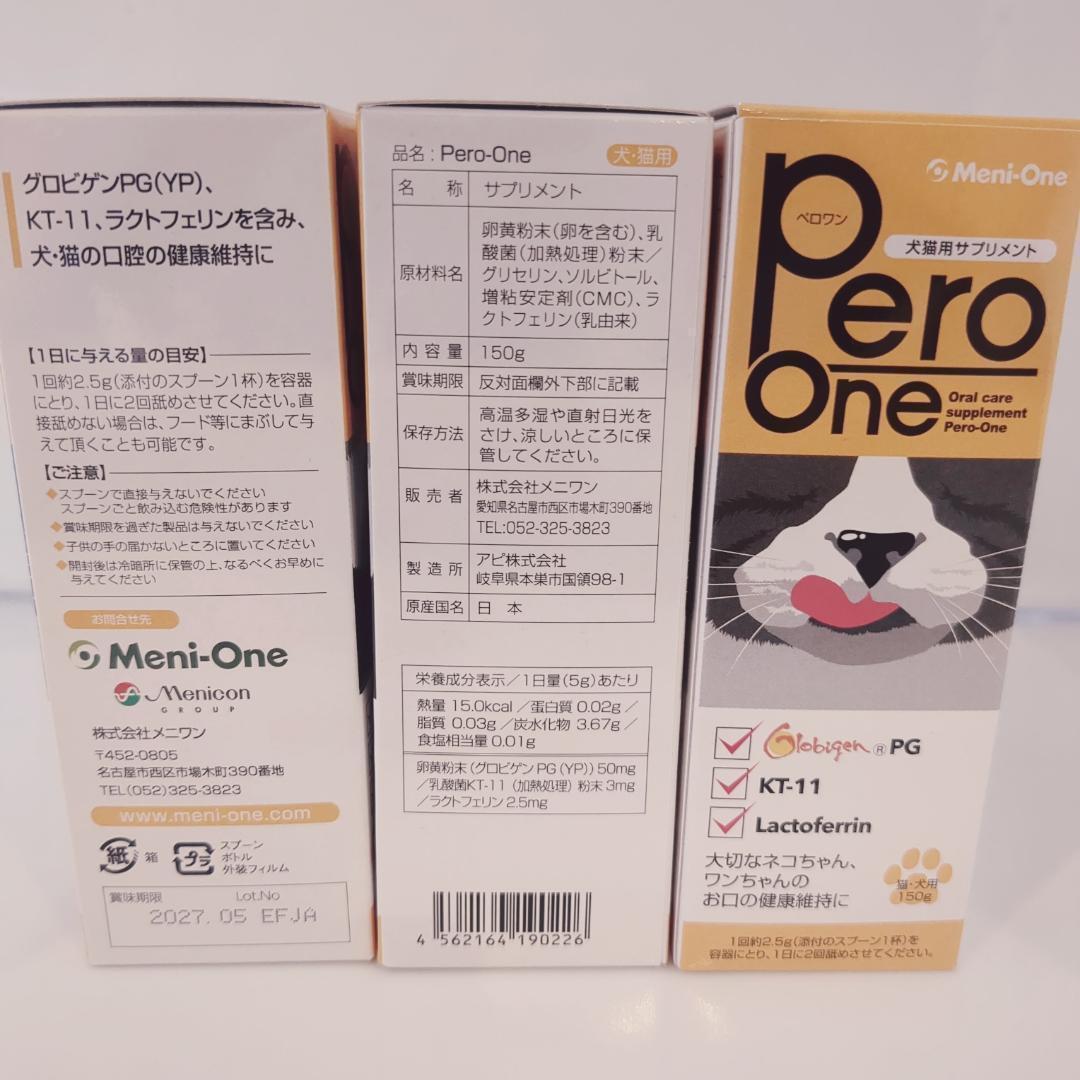 グロビゲンPG(YP)、
KT-11、ラクトフェリンを含み、
犬・猫の口腔の健康維持に
【1日に与える量の目安】
1回約2.5g(添付のスプーン1杯)を容器
にとり、1日に2回舐めさせてください。直
接舐めない場合は、フード等にまぶして与
えて頂くことも可能です。
【ご注意】
◆スプーンで直接与えないでください
スプーンごと飲み込む危険性があります
◆賞味期限を過ぎた製品は与えないでください
◆子供の手の届かないところに置いてください
◆開封後は冷暗所に保管の上、なるべくお早めに
与えてください
お問合せ先
Meni-One
Menicon
GROUP
株式会社メニワン
〒452-0805
名古屋市西区市場木町390番地
TEL(052)325-3823
www.meni-one.com
紙 箱
プラ
スプーン
ボトル
外装フィルム
賞味期限 Lot.No
2027.05 EFJA
品名:Pero-One 犬・猫用
名 称 サプリメント
原材料名
卵黄粉末(卵を含む)、乳
酸菌(加熱処理)粉末/
グリセリン、ソルビトール、
増粘安定剤(CMC)、ラ
クトフェリン(乳由来)
内容量 150g
賞味期限 反対面欄外下部に記載
保存方法
高温多湿や直射日光を
さけ、涼しいところに保
管してください。
販売者
株式会社メニワン
愛知県名古屋市西区市場木町390番地
TEL:052-325-3823
製造所
アピ株式会社
岐阜県本巣市国領98-1
原産国名 日 本
栄養成分表示/1日量(5g)あたり
熱量 15.0kcal/蛋白質 0.02g/
脂質 0.03g/炭水化物 3.67g/
食塩相当量 0.01g
卵黄粉末(グロビゲンPG(YP))50mg
/乳酸菌KT-11(加熱処理)粉末 3mg
/ラクトフェリン 2.5mg
4 562164 190226
Meni-One
Pero
ペロワン
犬猫用サプリメント
One
Oral care
supplement
Pero-One
Globigen® PG
KT-11
Lactoferrin
大切なネコちゃん、
ワンちゃんの
お口の健康維持に
猫・犬用
150g
1回約2.5g(添付のスプーン1杯)を
容器にとり、1日に2回舐めさせてください。